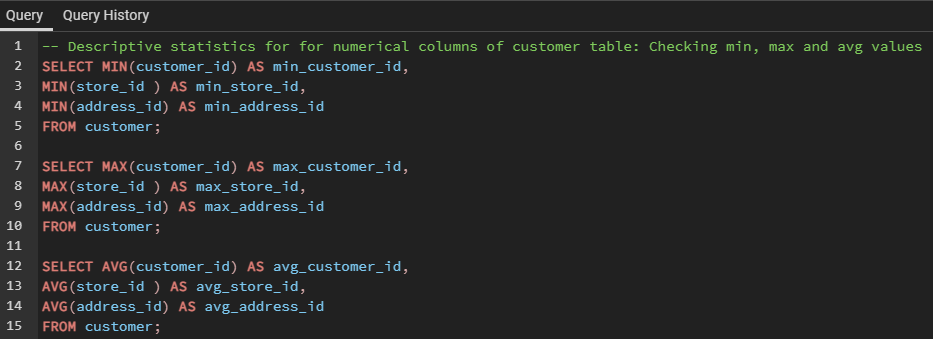 Query Query History
1 -- Descriptive statistics for for numerical columns of customer table: Checking min, max and avg values
2 SELECT MIN(customer_id) AS min_customer_id,
3 MIN(store_id ) AS min_store_id,
4 MIN(address_id) AS min_address_id
5 FROM customer;
6
7 SELECT MAX(customer_id) AS max_customer_id,
8 MAX(store_id ) AS max_store_id,
9 MAX(address_id) AS max_address_id
10 FROM customer;
11
12 SELECT AVG(customer_id) AS avg_customer_id,
13 AVG(store_id ) AS avg_store_id,
14 AVG(address_id) AS avg_address_id
15 FROM customer;